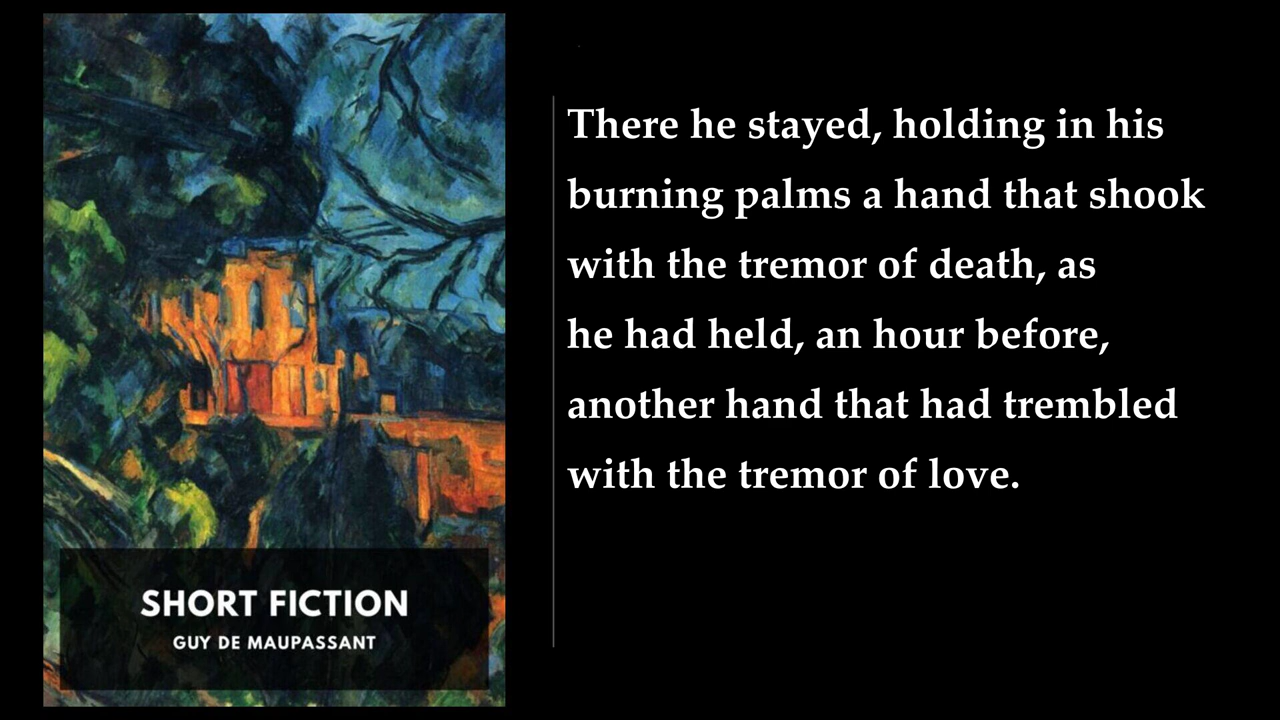 SHORT FICTION
GUY DE MAUPASSANT
There he stayed, holding in his
burning palms a hand that shook
with the tremor of death, as
he had held, an hour before,
another hand that had trembled
with the tremor of love.